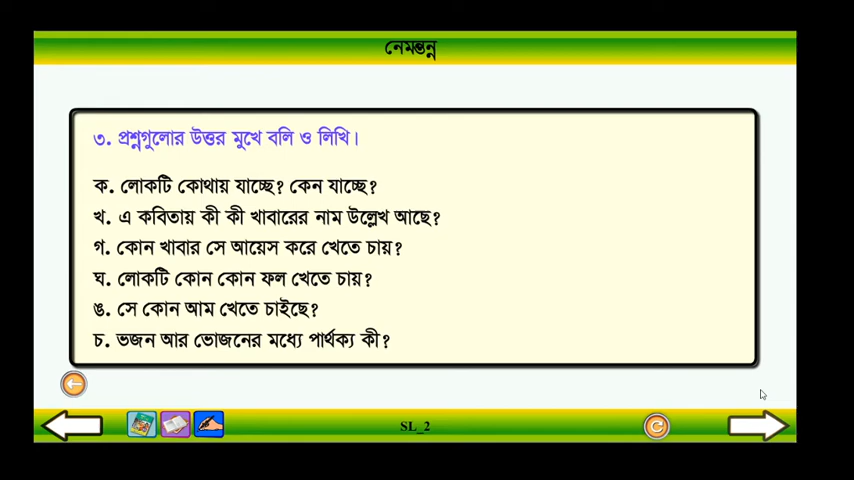 নেমন্তন্ন
৩. প্রশ্নগুলোর উত্তর মুখে বলি ও লিখি।
ক. লোকটি কোথায় যাচ্ছে? কেন যাচ্ছে?
খ. এ কবিতায় কী কী খাবারের নাম উল্লেখ আছে?
গ. কোন খাবার সে আয়েস করে খেতে চায়?
ঘ. লোকটি কোন কোন ফল খেতে চায়?
ঙ. সে কোন আম খেতে চাইছে?
চ. ভজন আর ভোজনের মধ্যে পার্থক্য কী?
SL_2